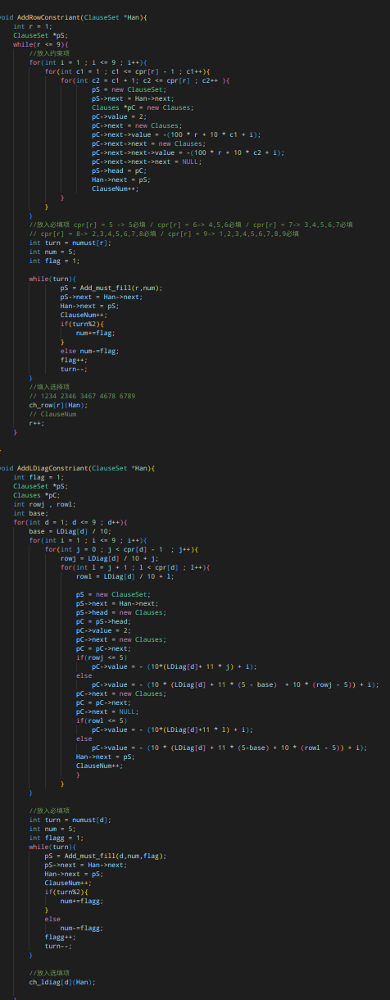 void AddRowConstriant(ClauseSet *Han){
int r = 1;
ClauseSet *pS;
while(r <= 9){
//放入约束项
for(int i = 1 ; i <= 9 ; i++){
for(int c1 = 1 ; c1 <= cpr[r] - 1 ; c1++){
for(int c2 = c1 + 1; c2 <= cpr[r] ; c2++ ){
pS = new ClauseSet;
pS->next = Han->next;
Clauses *pC = new Clauses;
pC->value = 2;
pC->next = new Clauses;
pC->next->value = -(100 * r + 10 * c1 + i);
pC->next->next = new Clauses;
pC->next->next->value = -(100 * r + 10 * c2 + i);
pC->next->next->next = NULL;
pS->head = pC;
Han->next = pS;
ClauseNum++;
}
}
}
//放入必填项 cpr[r] = 5 -> 5必填 / cpr[r] = 6-> 4,5,6必填 / cpr[r] = 7-> 3,4,5,6,7必填
// cpr[r] = 8-> 2,3,4,5,6,7,8必填 / cpr[r] = 9-> 1,2,3,4,5,6,7,8,9必填
int turn = numust[r];
int num = 5;
int flag = 1;
while(turn){
pS = Add_must_fill(r,num);
pS->next = Han->next;
Han->next = pS;
ClauseNum++;
if(turn%2){
num+=flag;
}
else num-=flag;
flag++;
turn--;
}
//填入选择项
// 1234 2346 3467 4678 6789
ch_row[r](Han);
// ClauseNum
r++;
}
void AddLDiagConstriant(ClauseSet *Han){
int flag = 1;
ClauseSet *pS;
Clauses *pC;
int rowj , rowl;
int base;
for(int d = 1; d <= 9 ; d++){
base = LDiag[d] / 10;
for(int i = 1 ; i <= 9 ; i++){
for(int j = 0 ; j < cpr[d] - 1  ; j++){
rowj = LDiag[d] / 10 + j;
for(int l = j + 1 ; l < cpr[d] ; l++){
rowl = LDiag[d] / 10 + l;
pS = new ClauseSet;
pS->next = Han->next;
pS->head = new Clauses;
pC = pS->head;
pC->value = 2;
pC->next = new Clauses;
pC = pC->next;
if(rowj <= 5)
pC->value = - (10*(LDiag[d]+ 11 * j) + i);
else
pC->value = - (10 * (LDiag[d] + 11 * (5 - base)  + 10 * (rowj - 5)) + i);
pC->next = new Clauses;
pC = pC->next;
pC->next = NULL;
if(rowl <= 5)
pC->value = - (10*(LDiag[d]+11 * l) + i);
else
pC->value = - (10 * (LDiag[d] + 11 * (5-base) + 10 * (rowl - 5)) + i);
Han->next = pS;
ClauseNum++;
}
}
}
//放入必填项
int turn = numust[d];
int num = 5;
int flagg = 1;
while(turn){
pS = Add_must_fill(d,num,flag);
pS->next = Han->next;
Han->next = pS;
ClauseNum++;
if(turn%2){
num+=flagg;
}
else
num-=flagg;
flagg++;
turn--;
}
//放入选填项
ch_ldiag[d](Han);